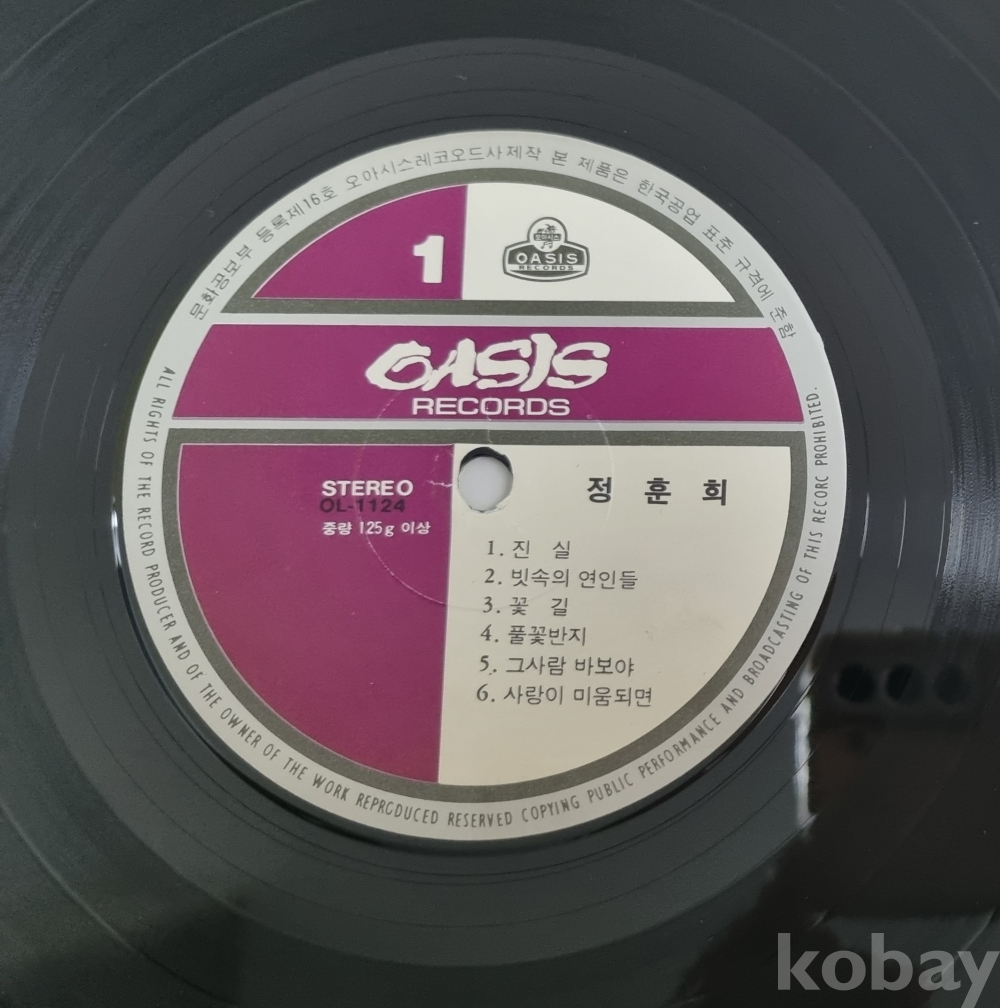 문화공보부 등록제16호 오아시스레코오드사제작 본 제품은 한국공업 표준 규격에 준함
1
오아시스
OASIS
RECORDS
OASIS
RECORDS
STEREO
OL-1124
중량 125g 이상
정 훈 희
1. 진 실
2. 빗속의 연인들
3. 꽃 길
4. 풀꽃반지
5. 그사람 바보야
6. 사랑이 미움되면
ALL RIGHTS OF THE RECORD PRODUCER AND OF THE OWNER OF THE WORK REPRODUCED RESERVED COPYING PUBLIC PERFORMANCE AND BROADCASTING OF THIS RECORC PROHIBITED.
kobay